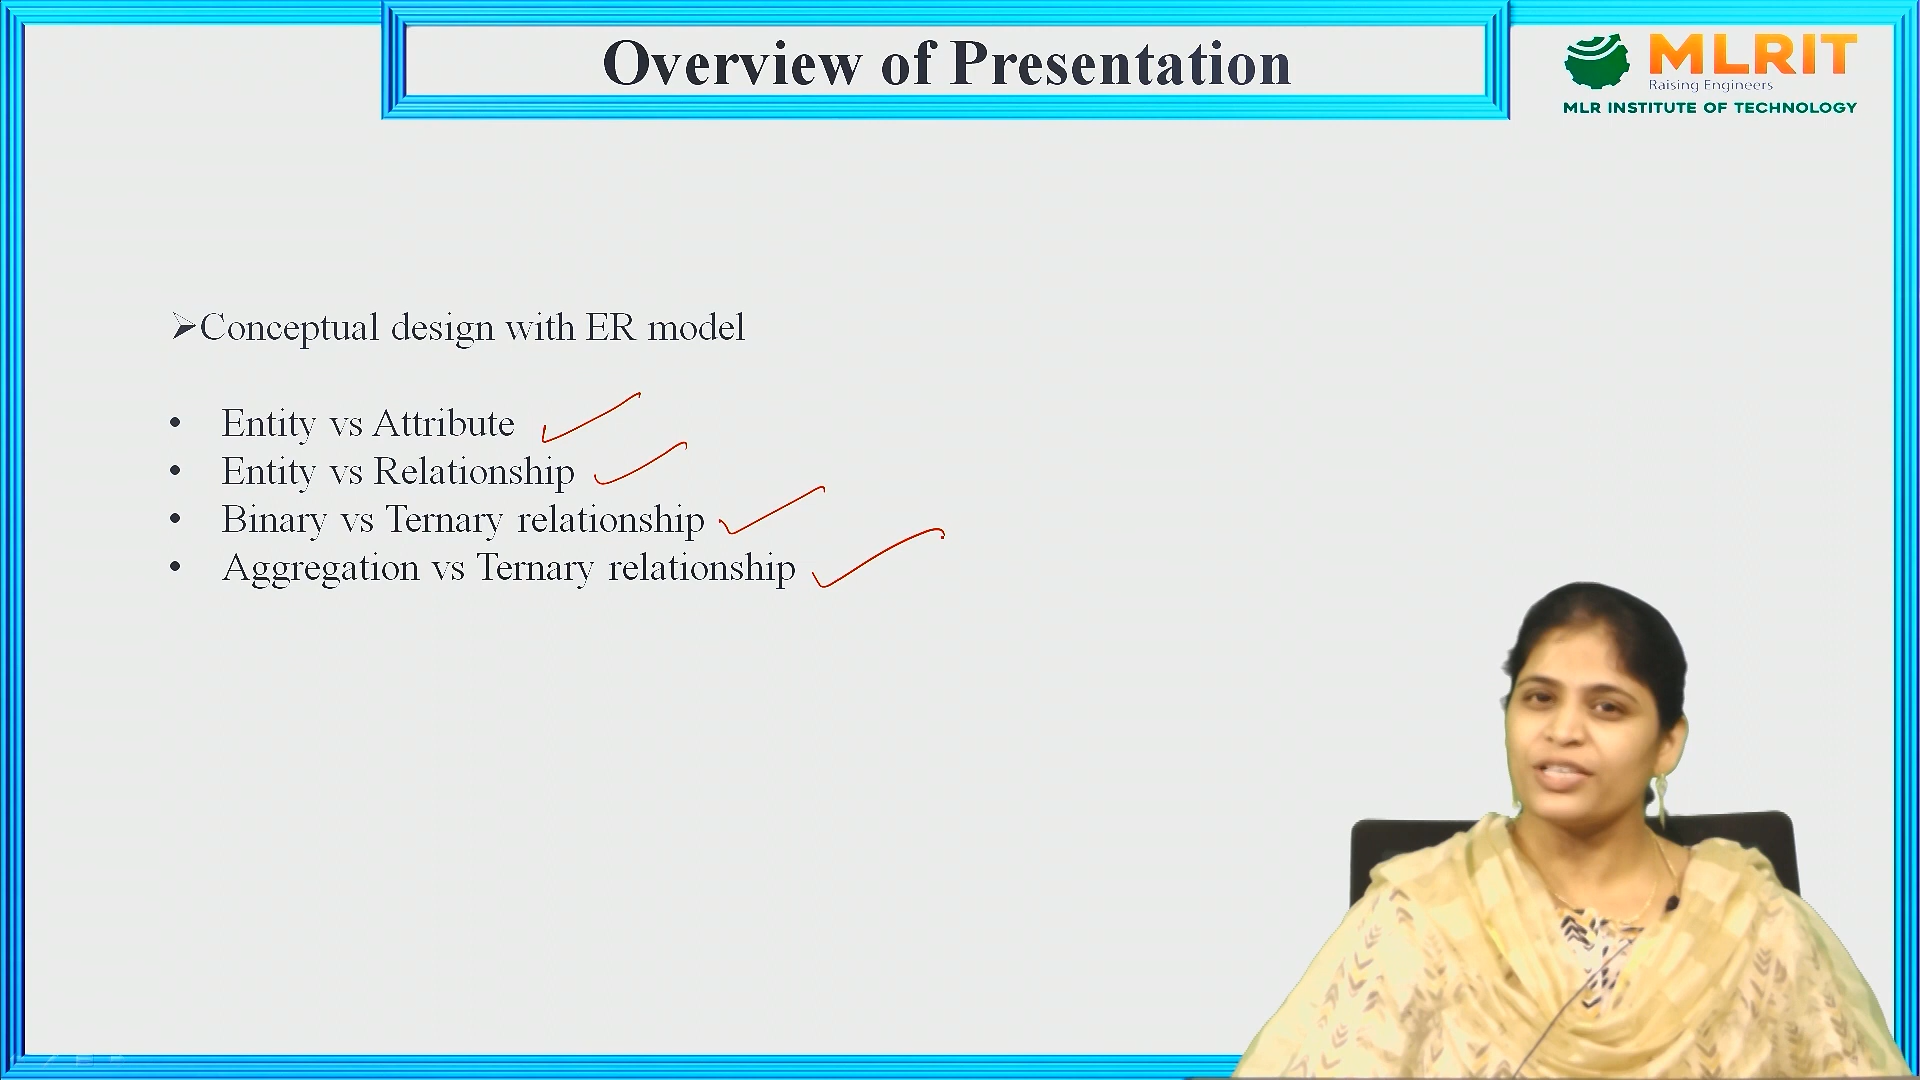 Overview of Presentation
MLRIT
Raising Engineers
MLR INSTITUTE OF TECHNOLOGY
➢Conceptual design with ER model
• Entity vs Attribute
• Entity vs Relationship
• Binary vs Ternary relationship
• Aggregation vs Ternary relationship